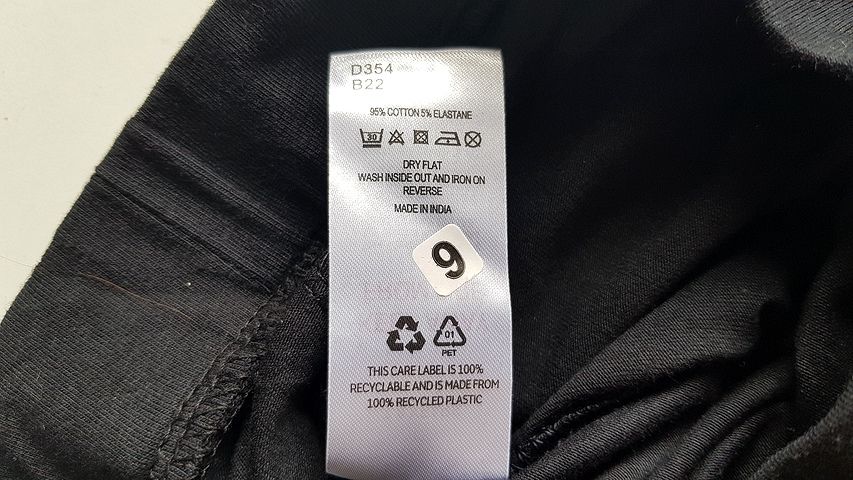 D354
B22
95% COTTON 5% ELASTANE
30
DRY FLAT
WASH INSIDE OUT AND IRON ON
REVERSE
MADE IN INDIA
9
01
PET
THIS CARE LABEL IS 100%
RECYCLABLE AND IS MADE FROM
100% RECYCLED PLASTIC